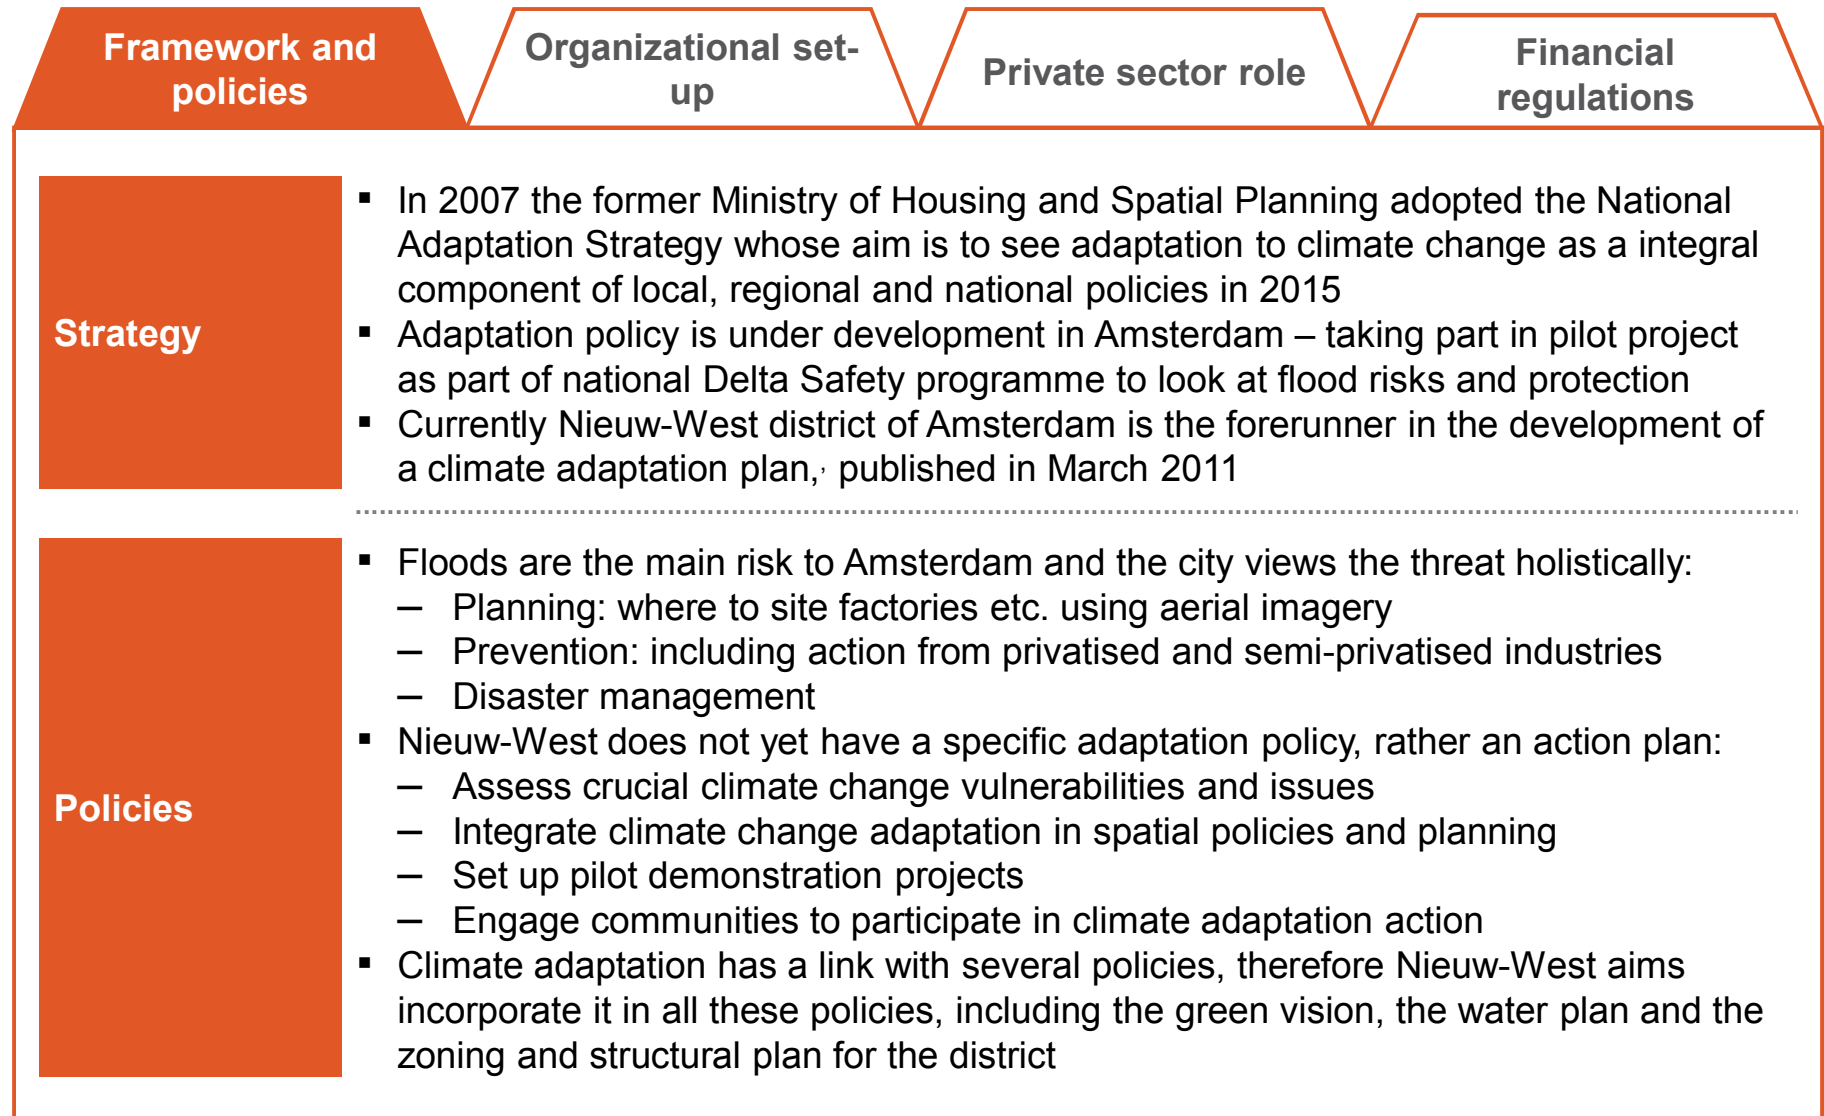 Framework and
policies
Organizational set-
up
Private sector role
Financial
regulations
Strategy
▪ In 2007 the former Ministry of Housing and Spatial Planning adopted the National
Adaptation Strategy whose aim is to see adaptation to climate change as a integral
component of local, regional and national policies in 2015
▪ Adaptation policy is under development in Amsterdam – taking part in pilot project
as part of national Delta Safety programme to look at flood risks and protection
▪ Currently Nieuw-West district of Amsterdam is the forerunner in the development of
a climate adaptation plan,, published in March 2011
Policies
▪ Floods are the main risk to Amsterdam and the city views the threat holistically:
– Planning: where to site factories etc. using aerial imagery
– Prevention: including action from privatised and semi-privatised industries
– Disaster management
▪ Nieuw-West does not yet have a specific adaptation policy, rather an action plan:
– Assess crucial climate change vulnerabilities and issues
– Integrate climate change adaptation in spatial policies and planning
– Set up pilot demonstration projects
– Engage communities to participate in climate adaptation action
▪ Climate adaptation has a link with several policies, therefore Nieuw-West aims
incorporate it in all these policies, including the green vision, the water plan and the
zoning and structural plan for the district